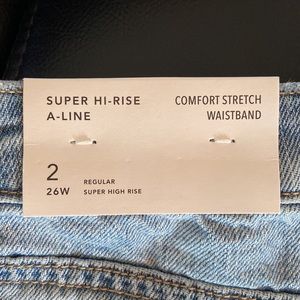 SUPER HI-RISE
A-LINE
COMFORT STRETCH
WAISTBAND
2
26W
REGULAR
SUPER HIGH RISE